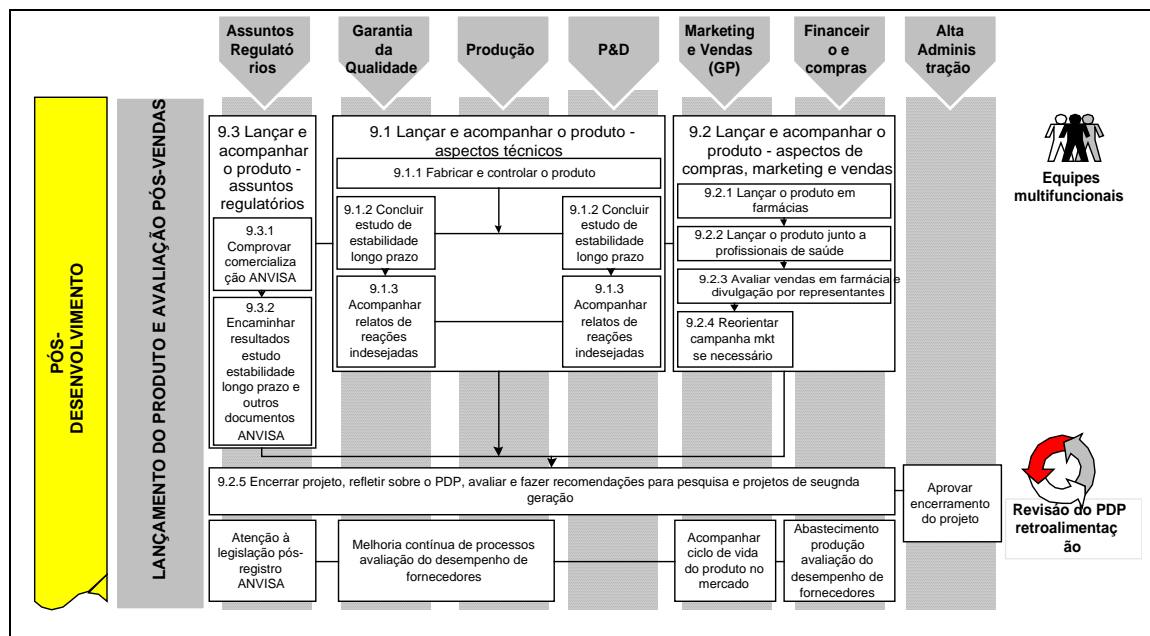 Assuntos
Regulató
rios
Garantia
da
Qualidade
Produção
P&D
Marketing
e Vendas
(GP)
Financeir
o e
compras
Alta
Adminis
tração
PÓS-
DESENVOLVIMENTO
LANÇAMENTO DO PRODUTO E AVALIAÇÃO PÓS-VENDAS
9.3 Lançar e
acompanhar
o produto -
assuntos
regulatórios
9.3.1
Comprovar
comercializa
ção ANVISA
9.3.2
Encaminhar
resultados
estudo
estabilidade
longo prazo e
outros
documentos
ANVISA
9.1 Lançar e acompanhar o produto -
aspectos técnicos
9.1.1 Fabricar e controlar o produto
9.1.2 Concluir
estudo de
estabilidade
longo prazo
9.1.3
Acompanhar
relatos de
reações
indesejadas
9.1.2 Concluir
estudo de
estabilidade
longo prazo
9.1.3
Acompanhar
relatos de
reações
indesejadas
9.2 Lançar e acompanhar o
produto - aspectos de
compras, marketing e vendas
9.2.1 Lançar o produto em
farmácias
9.2.2 Lançar o produto junto a
profissionais de saúde
9.2.3 Avaliar vendas em farmácia e
divulgação por representantes
9.2.4 Reorientar
campanha mkt
se necessário
Equipes
multifuncionais
9.2.5 Encerrar projeto, refletir sobre o PDP, avaliar e fazer recomendações para pesquisa e projetos de seugnda
geração
Aprovar
encerramento
do projeto
Revisão do PDP
retroalimentaç
ão
Atenção à
legislação pós-
registro
ANVISA
Melhoria contínua de processos
avaliação do desempenho de
fornecedores
Acompanhar
ciclo de vida
do produto no
mercado
Abastecimento
produção
avaliação do
desempenho de
fornecedores